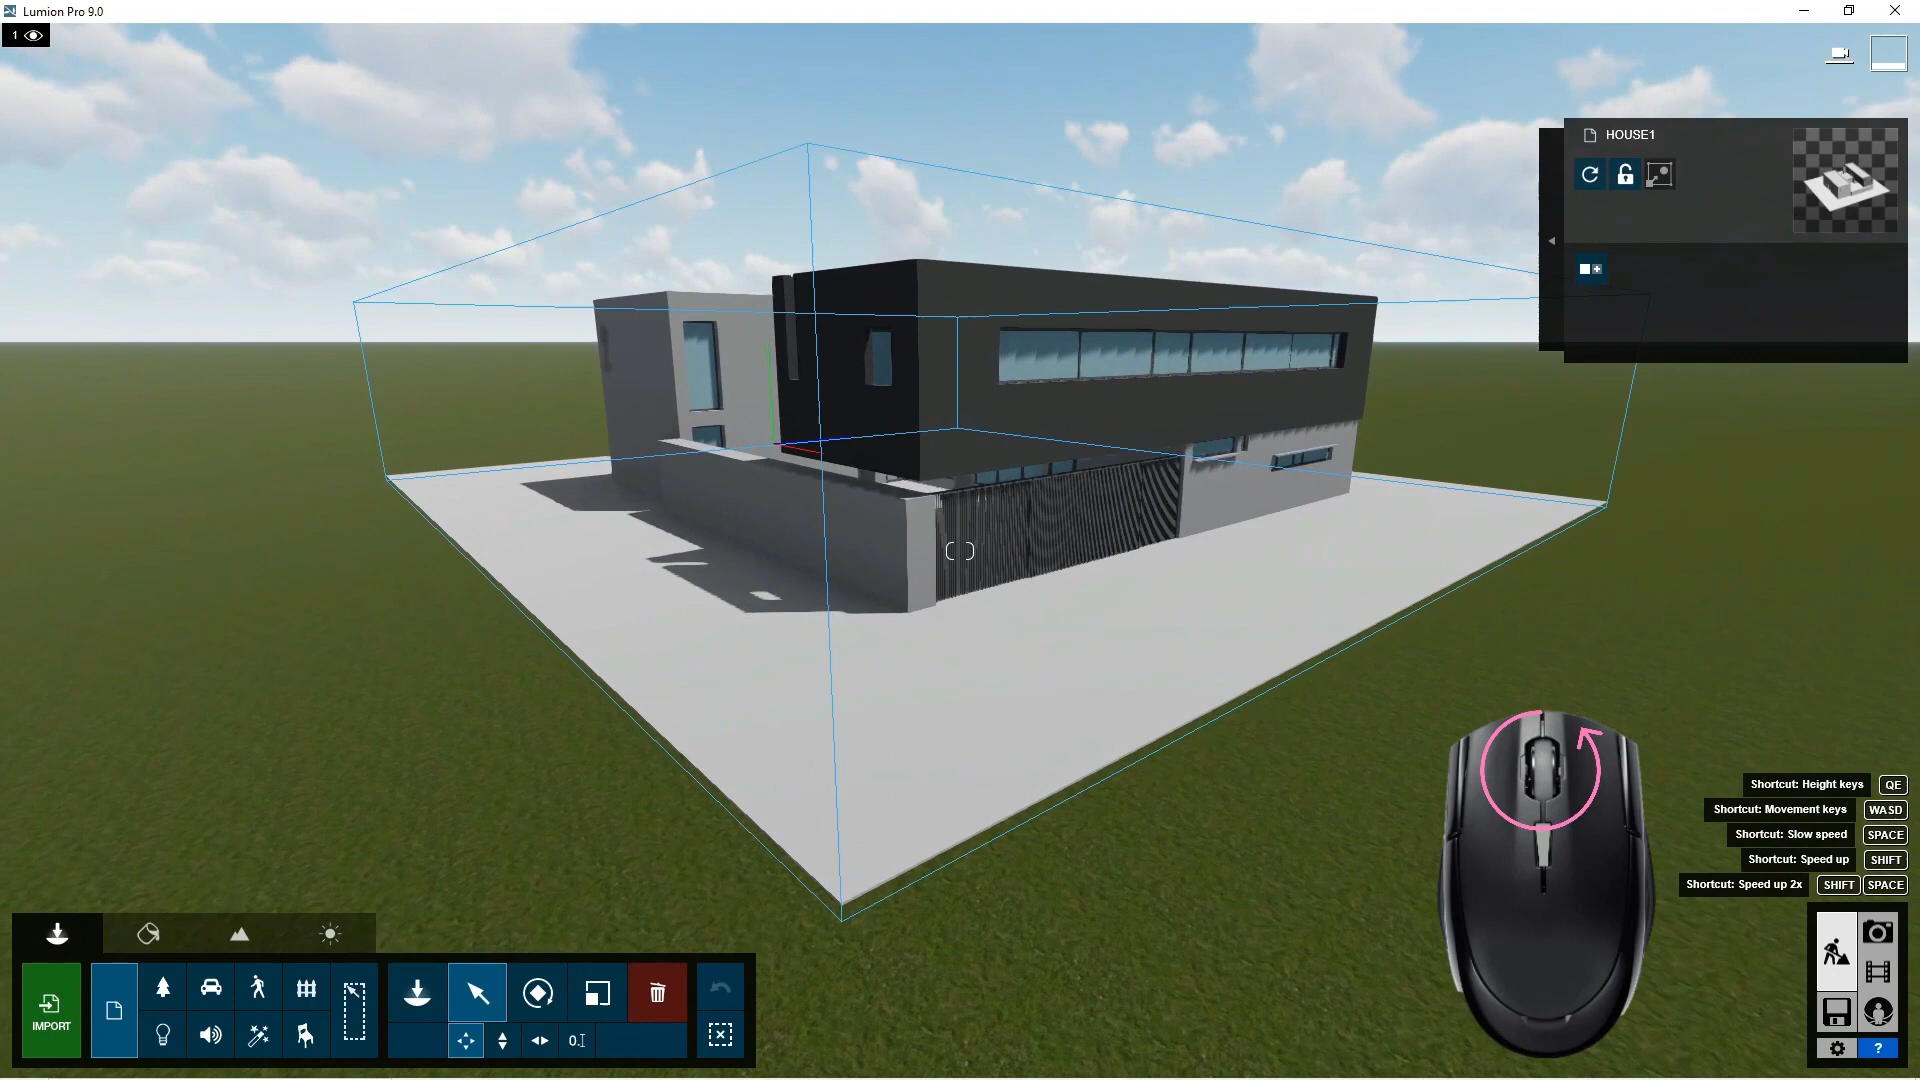 Lumion Pro 9.0
1
HOUSE1
Shortcut: Height keys QE
Shortcut: Movement keys WASD
Shortcut: Slow speed SPACE
Shortcut: Speed up SHIFT
Shortcut: Speed up 2x SHIFT SPACE
IMPORT
0.
?